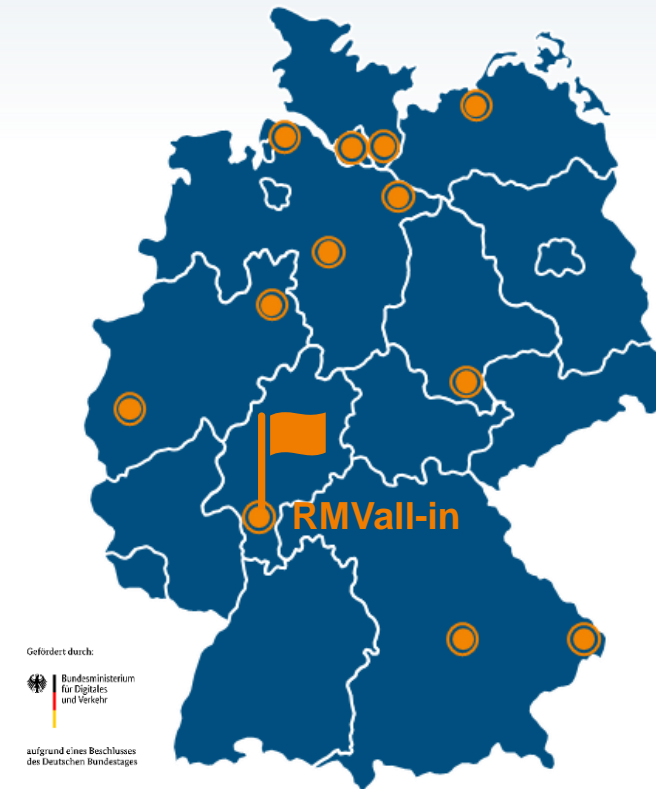 RMVall-in
Gefördert durch:
Bundesministerium
für Digitales
und Verkehr
aufgrund eines Beschlusses
des Deutschen Bundestages